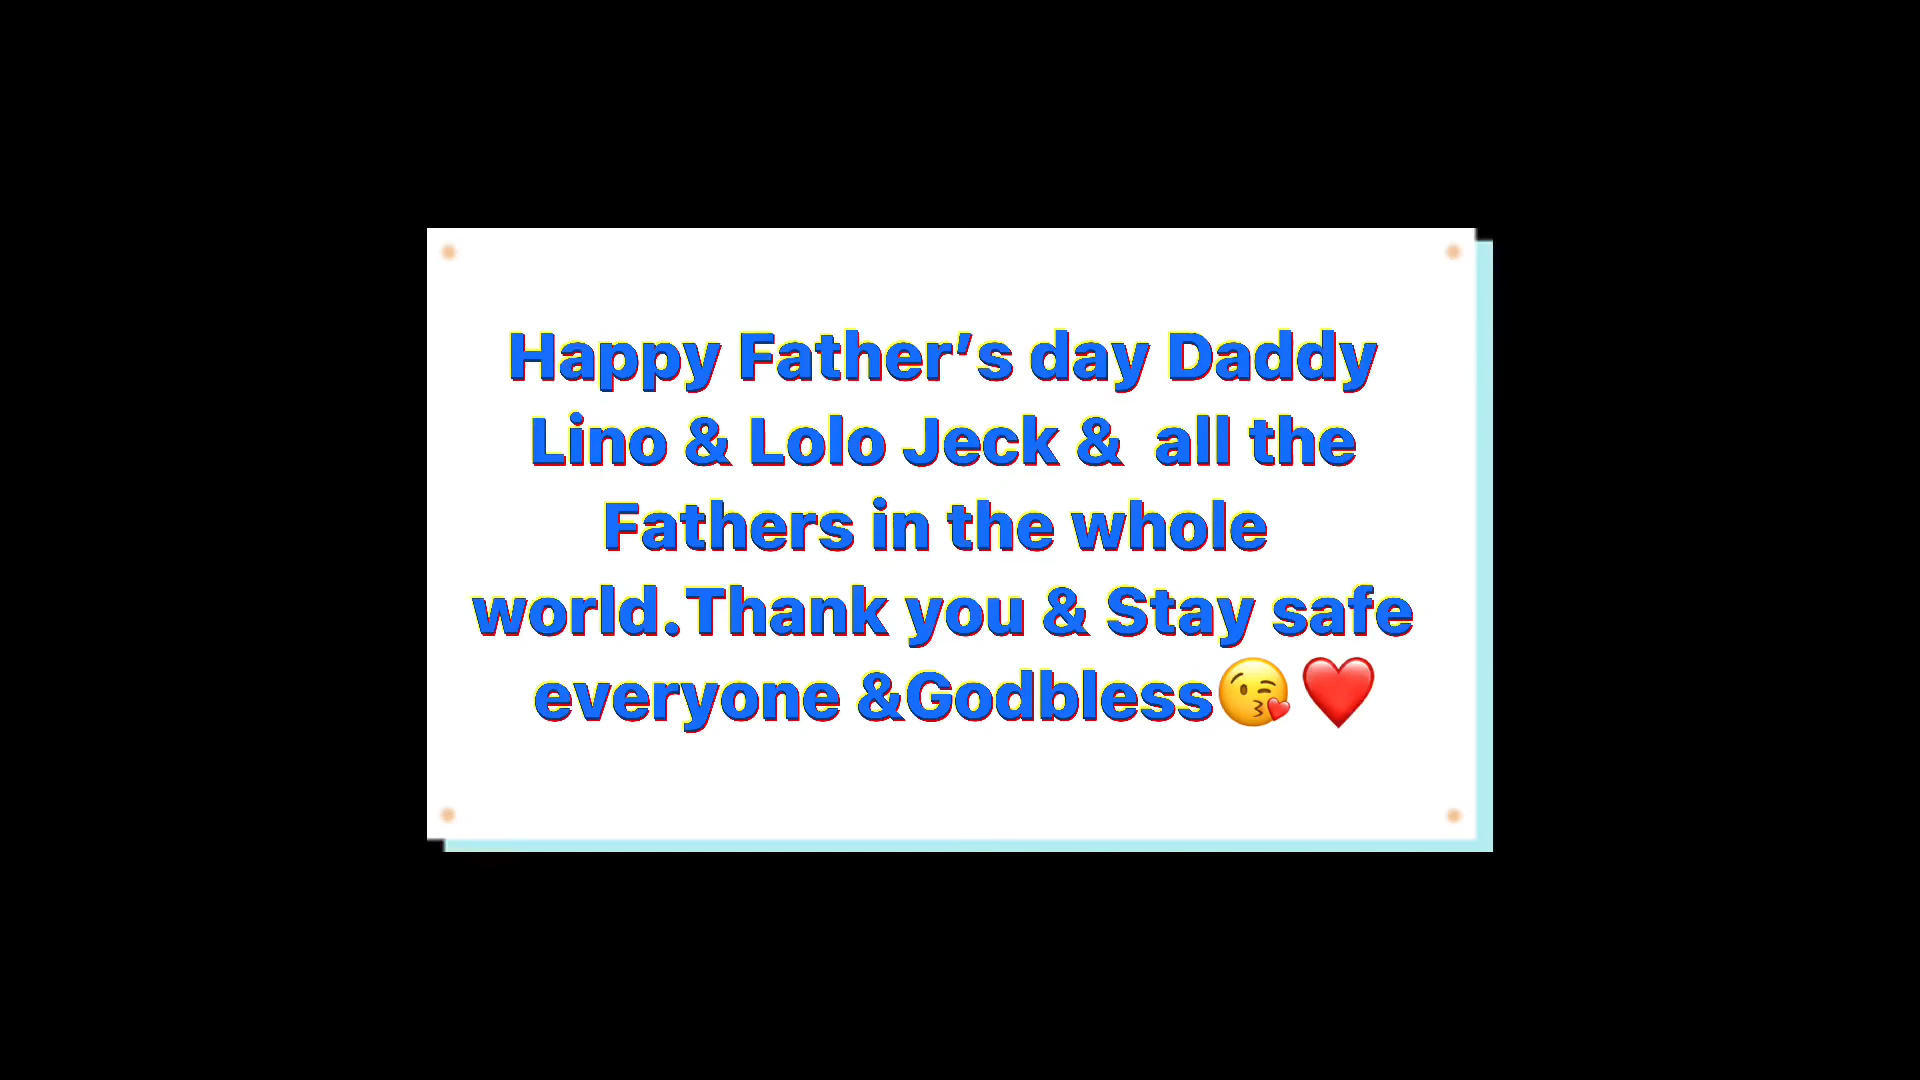 Happy Father’s day Daddy
Lino & Lolo Jeck &  all the
Fathers in the whole
world.Thank you & Stay safe
everyone &Godbless😘❤️